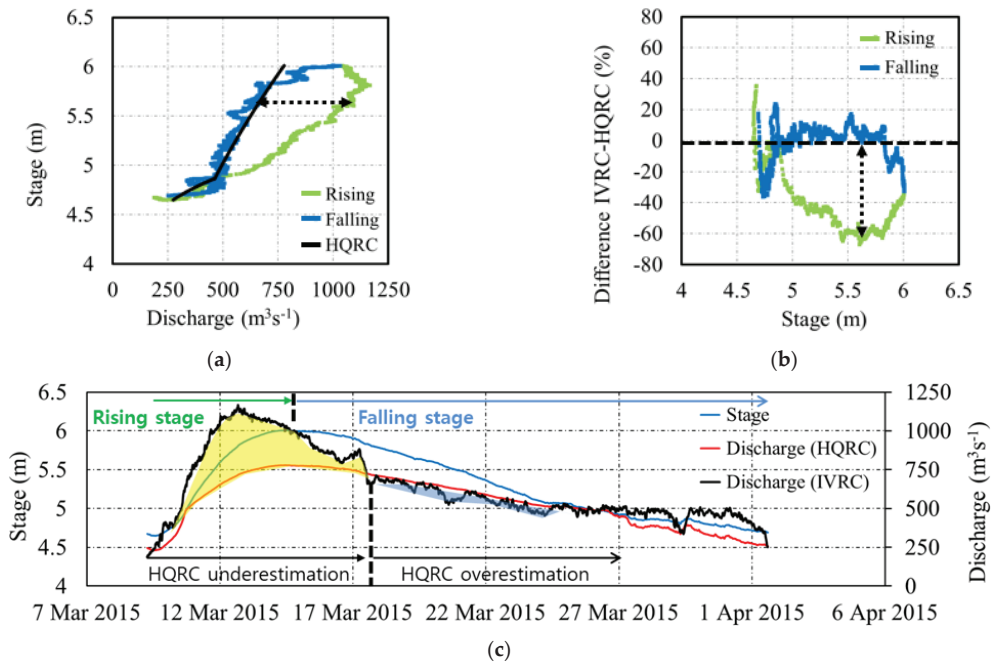 6.5
6
5.5
5
4.5
4
Stage (m)
0 250 500 750 1000 1250
Discharge (m³s⁻¹)
Rising
Falling
HQRC
(a)
80
60
40
20
0
-20
-40
-60
-80
Difference IVRC-HQRC (%)
4 4.5 5 5.5 6 6.5
Stage (m)
Rising
Falling
(b)
6.5
6
5.5
5
4.5
4
Stage (m)
Rising stage
Falling stage
Stage
Discharge (HQRC)
Discharge (IVRC)
HQRC underestimation
HQRC overestimation
1250
1000
750
500
250
0
Discharge (m³s⁻¹)
7 Mar 2015 12 Mar 2015 17 Mar 2015 22 Mar 2015 27 Mar 2015 1 Apr 2015 6 Apr 2015
(c)